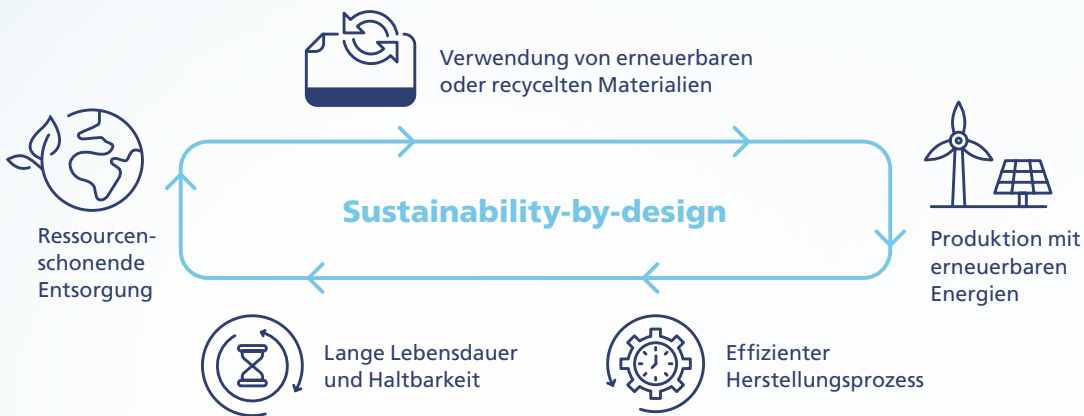 Verwendung von erneuerbaren
oder recycelten Materialien
Sustainability-by-design
Ressourcen-
schonende
Entsorgung
Produktion mit
erneuerbaren
Energien
Lange Lebensdauer
und Haltbarkeit
Effizienter
Herstellungsprozess